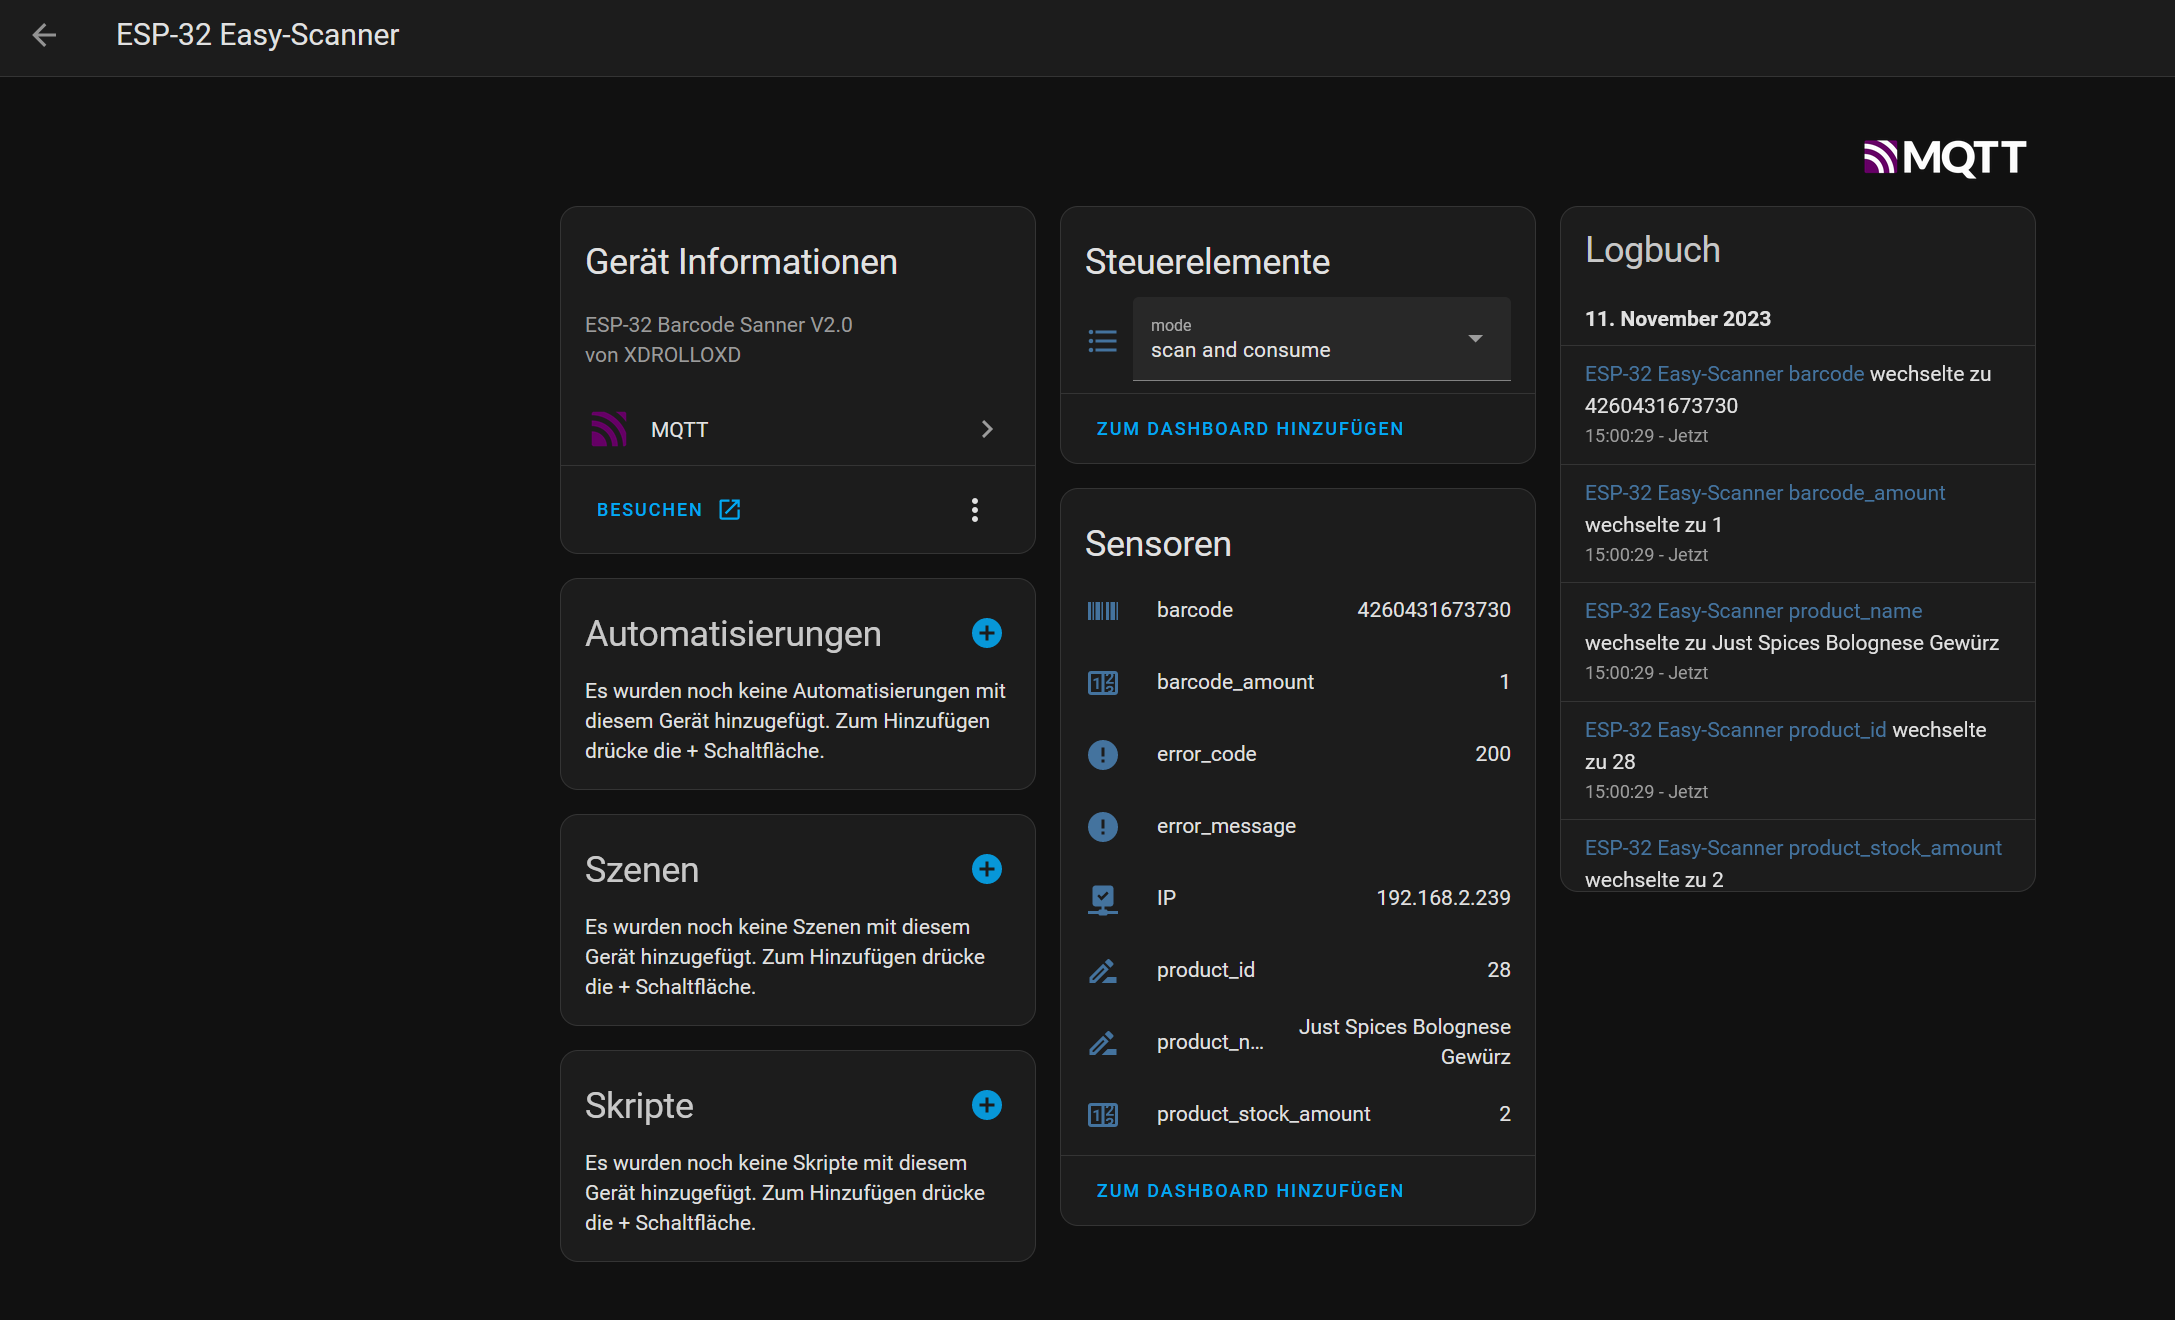 ESP-32 Easy-Scanner
MQTT
Gerät Informationen
ESP-32 Barcode Sanner V2.0
von XDROLLOXD
MQTT
BESUCHEN
Automatisierungen
Es wurden noch keine Automatisierungen mit
diesem Gerät hinzugefügt. Zum Hinzufügen
drücke die + Schaltfläche.
Szenen
Es wurden noch keine Szenen mit diesem
Gerät hinzugefügt. Zum Hinzufügen drücke
die + Schaltfläche.
Skripte
Es wurden noch keine Skripte mit diesem
Gerät hinzugefügt. Zum Hinzufügen drücke
die + Schaltfläche.
Steuerelemente
mode
scan and consume
ZUM DASHBOARD HINZUFÜGEN
Sensoren
barcode 4260431673730
barcode_amount 1
error_code 200
error_message
IP 192.168.2.239
product_id 28
product_n... Just Spices Bolognese
Gewürz
product_stock_amount 2
ZUM DASHBOARD HINZUFÜGEN
Logbuch
11. November 2023
ESP-32 Easy-Scanner barcode wechselte zu
4260431673730
15:00:29 - Jetzt
ESP-32 Easy-Scanner barcode_amount
wechselte zu 1
15:00:29 - Jetzt
ESP-32 Easy-Scanner product_name
wechselte zu Just Spices Bolognese Gewürz
15:00:29 - Jetzt
ESP-32 Easy-Scanner product_id wechselte
zu 28
15:00:29 - Jetzt
ESP-32 Easy-Scanner product_stock_amount
wechselte zu 2